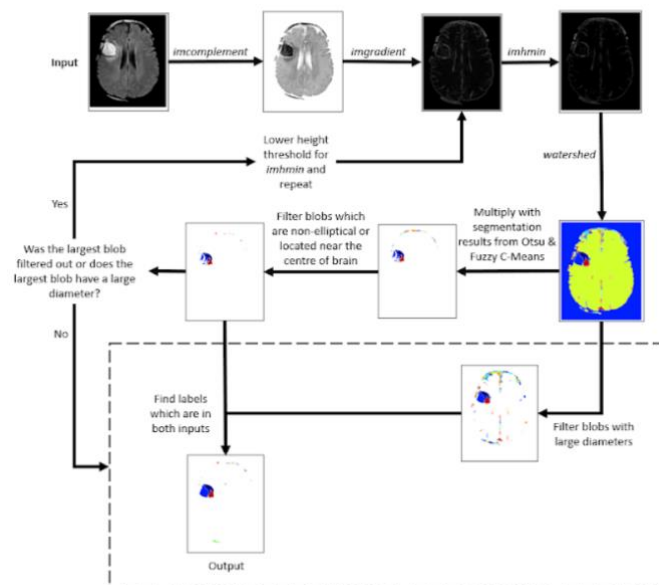 Input
imcomplement
imgradient
imhmin
Lower height
threshold for
imhmin and
repeat
watershed
Yes
Was the largest blob
filtered out or does the
largest blob have a large
diameter?
No
Filter blobs which
are non-elliptical or
located near the
centre of brain
Multiply with
segmentation
results from Otsu &
Fuzzy C-Means
Find labels
which are in
both inputs
Filter blobs with
large diameters
Output